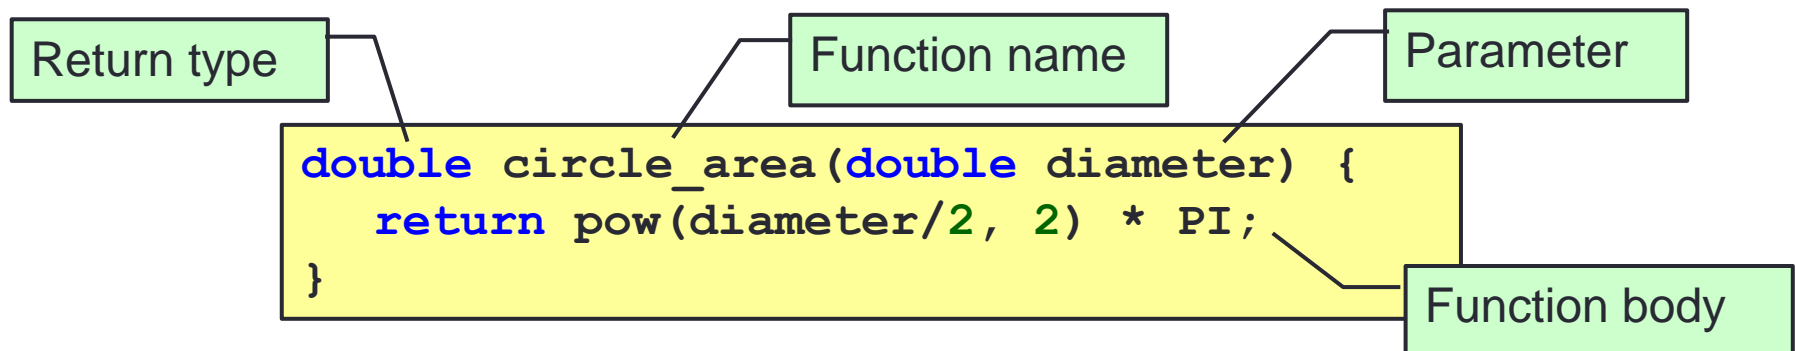 Return type
Function name
Parameter
double circle_area(double diameter) {
return pow(diameter/2, 2) * PI;
}
Function body